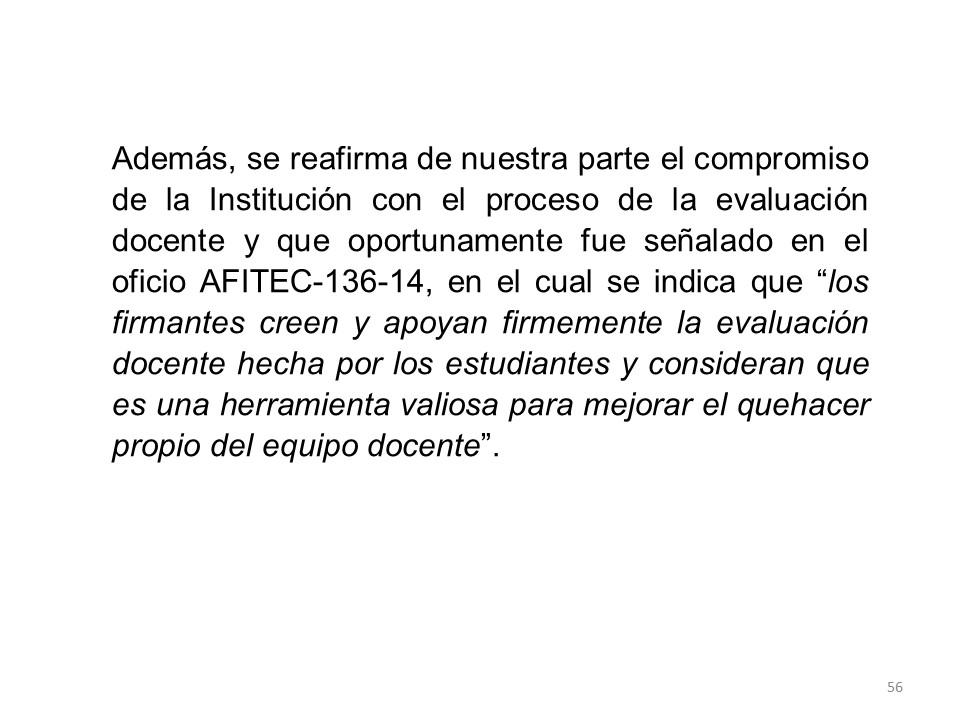 Además, se reafirma de nuestra parte el compromiso
de la Institución con el proceso de la evaluación
docente y que oportunamente fue señalado en el
oficio AFITEC-136-14, en el cual se indica que “los
firmantes creen y apoyan firmemente la evaluación
docente hecha por los estudiantes y consideran que
es una herramienta valiosa para mejorar el quehacer
propio del equipo docente”.
56